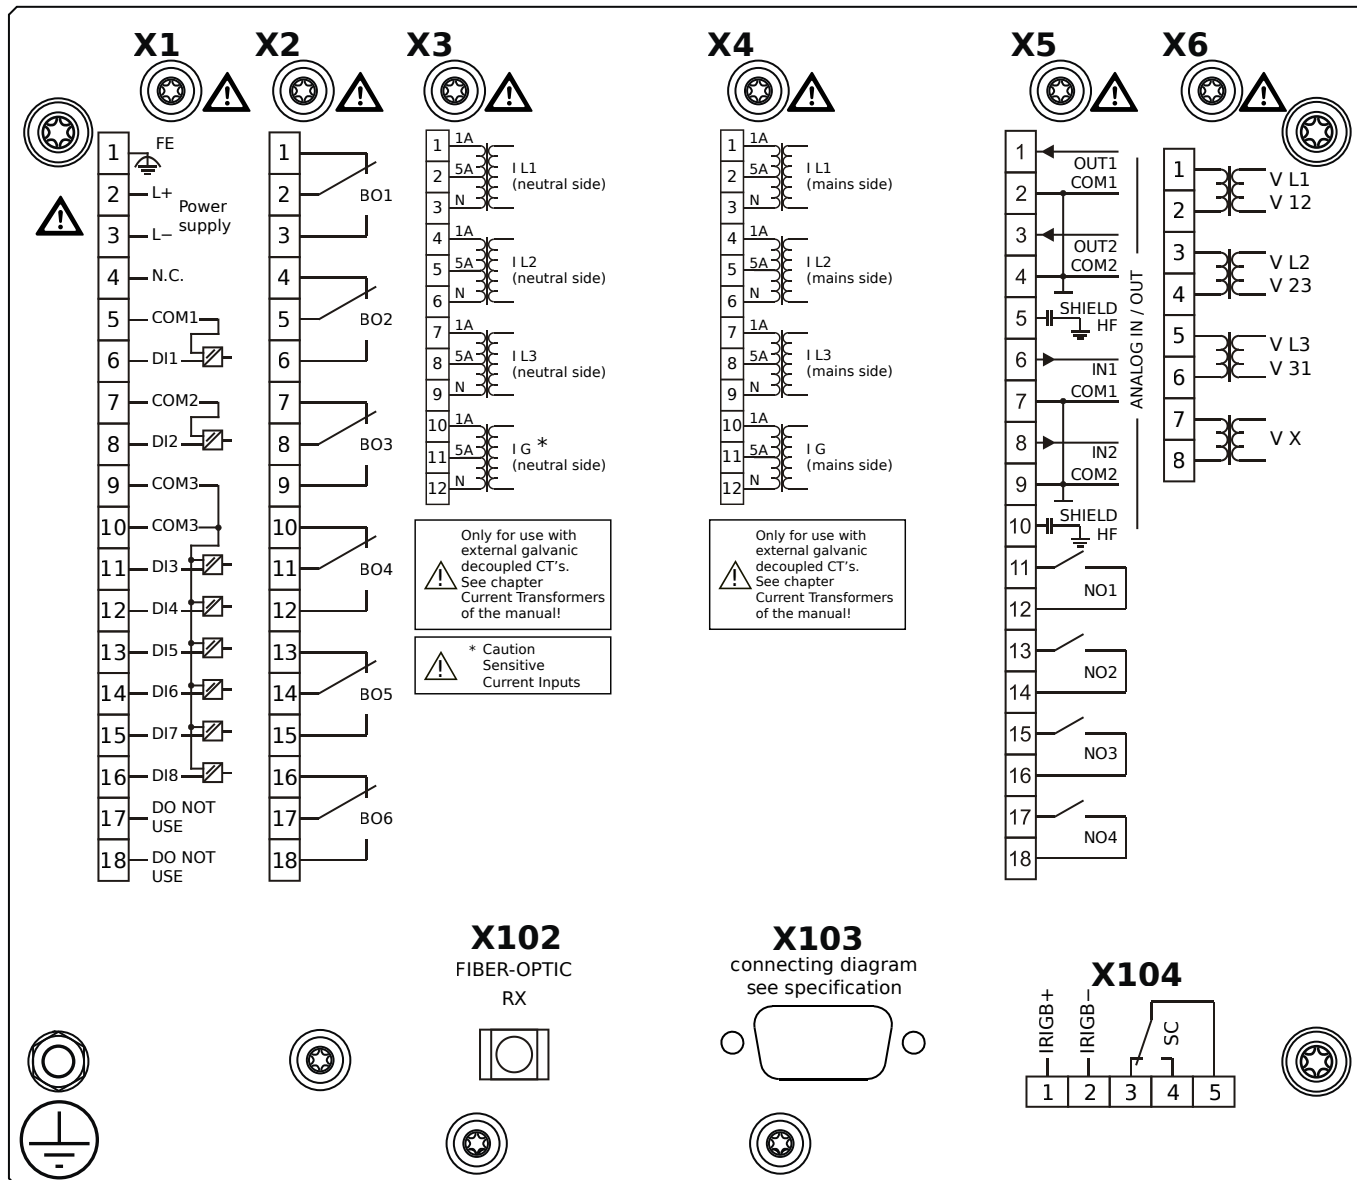 X1
X2
X3
X4
X5
X6
1
FE
2
L+
Power
supply
3
L−
4
N.C.
5
COM1
6
DI1
7
COM2
8
DI2
9
COM3
10
COM3
11
DI3
12
DI4
13
DI5
14
DI6
15
DI7
16
DI8
17
DO NOT
USE
18
DO NOT
USE
1
2
BO1
3
4
5
BO2
6
7
8
BO3
9
10
11
BO4
12
13
14
BO5
15
16
17
BO6
18
1
1A
2
5A
I L1
(neutral side)
3
N
4
1A
5
5A
I L2
(neutral side)
6
N
7
1A
8
5A
I L3
(neutral side)
9
N
10
1A
11
5A
I G *
(neutral side)
12
N
Only for use with
external galvanic
decoupled CT's.
See chapter
Current Transformers
of the manual!
* Caution
Sensitive
Current Inputs
1
1A
2
5A
I L1
(mains side)
3
N
4
1A
5
5A
I L2
(mains side)
6
N
7
1A
8
5A
I L3
(mains side)
9
N
10
1A
11
5A
I G
(mains side)
12
N
Only for use with
external galvanic
decoupled CT's.
See chapter
Current Transformers
of the manual!
1
OUT1
2
COM1
3
OUT2
4
COM2
5
SHIELD
HF
6
IN1
7
COM1
8
IN2
9
COM2
10
SHIELD
HF
ANALOG IN / OUT
11
NO1
12
13
NO2
14
15
NO3
16
17
NO4
18
1
V L1
2
V 12
3
V L2
4
V 23
5
V L3
6
V 31
7
V X
8
X102
FIBER-OPTIC
RX
X103
connecting diagram
see specification
X104
IRIGB+
IRIGB−
SC
1 2 3 4 5